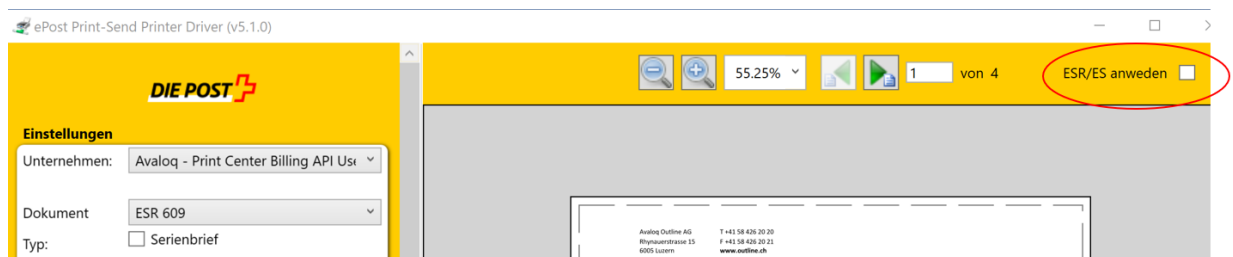 ePost Print-Send Printer Driver (v5.1.0)
55.25%
1 von 4
ESR/ES anweden
DIE POST
Einstellungen
Unternehmen: Avaloq - Print Center Billing API Use
Dokument ESR 609
Typ: Serienbrief
Avaloq Outline AG T +41 58 426 20 20
Rhynauerstrasse 15 F +41 58 426 20 21
6005 Luzern www.outline.ch